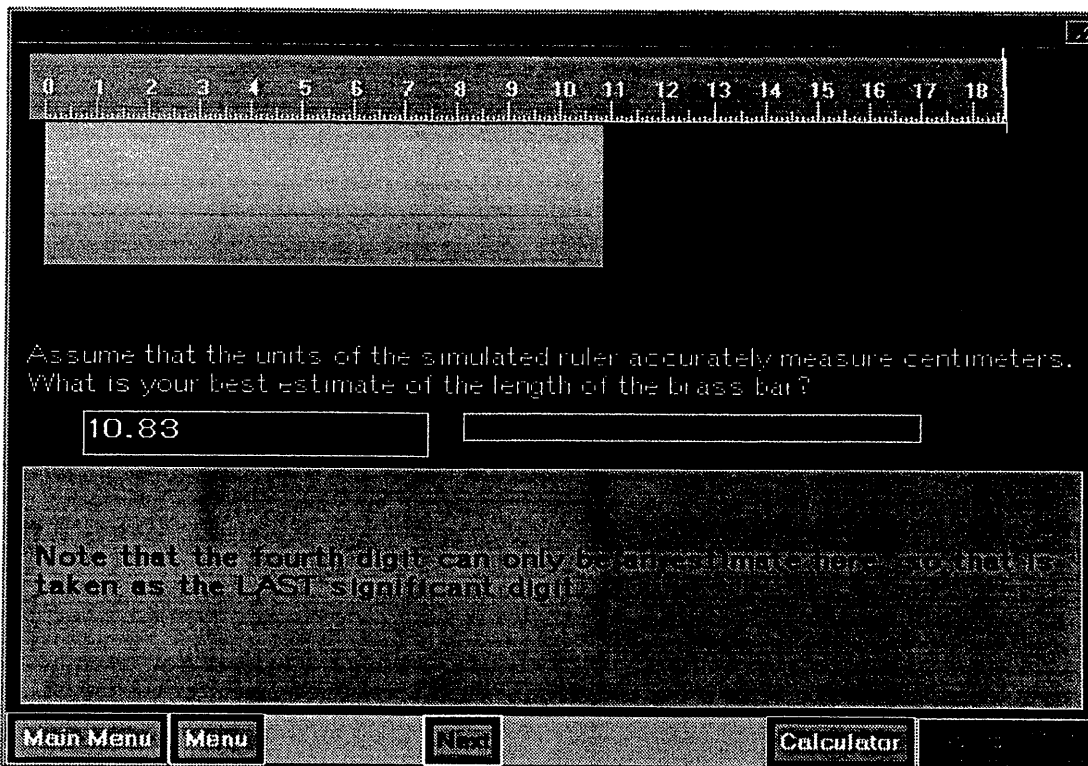 0 1 2 3 4 5 6 7 8 9 10 11 12 13 14 15 16 17 18
Assume that the units of the simulated ruler accurately measure centimeters.
What is your best estimate of the length of the brass bar?
10.83
Note that the fourth digit can only be an estimate here, so that is
taken as the LAST significant digit.
Main Menu Menu Next Calculator